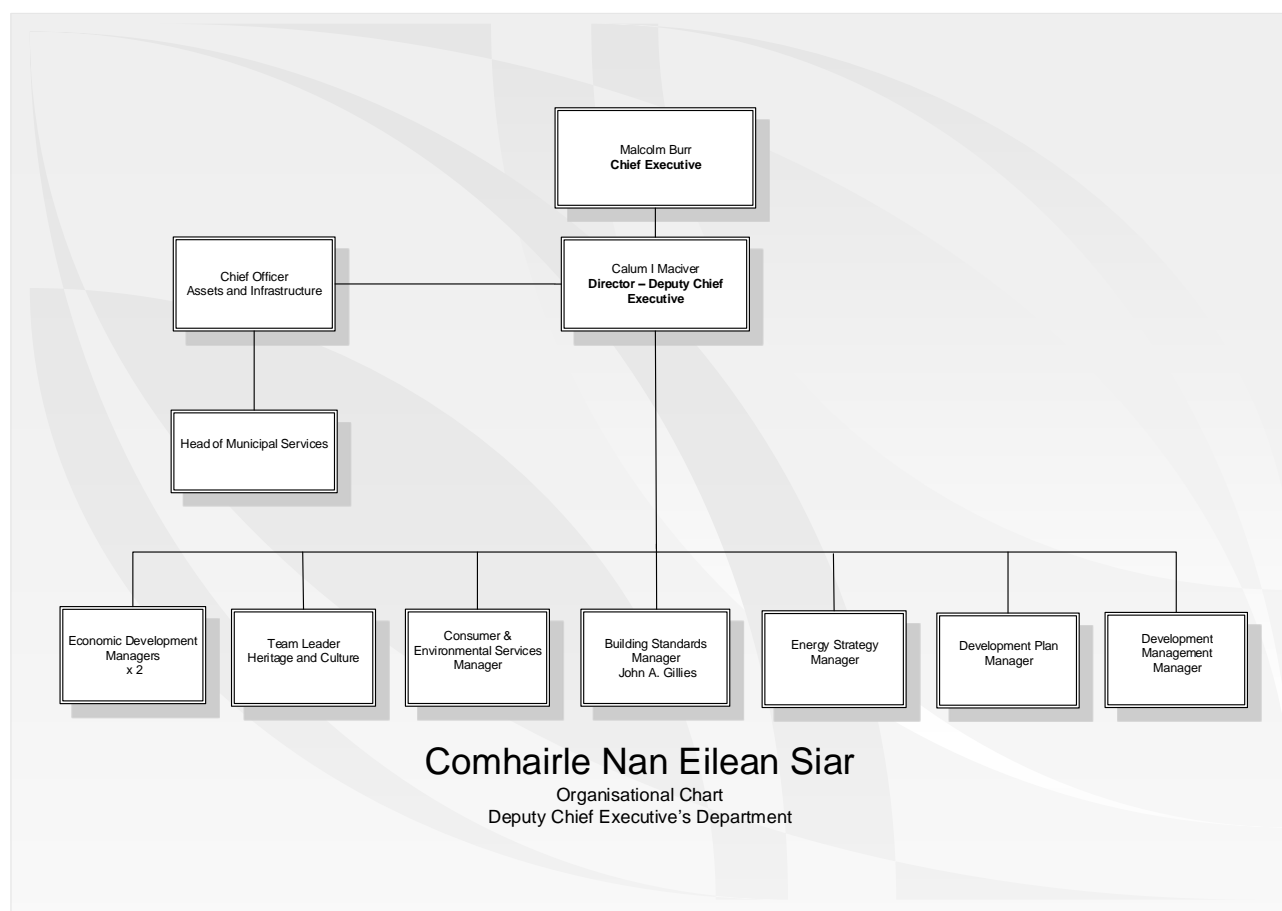 Malcolm Burr
Chief Executive
Chief Officer
Assets and Infrastructure
Calum I Maciver
Director – Deputy Chief
Executive
Head of Municipal Services
Economic Development
Managers
x 2
Team Leader
Heritage and Culture
Consumer &
Environmental Services
Manager
Building Standards
Manager
John A. Gillies
Energy Strategy
Manager
Development Plan
Manager
Development
Management
Manager
Comhairle Nan Eilean Siar
Organisational Chart
Deputy Chief Executive’s Department